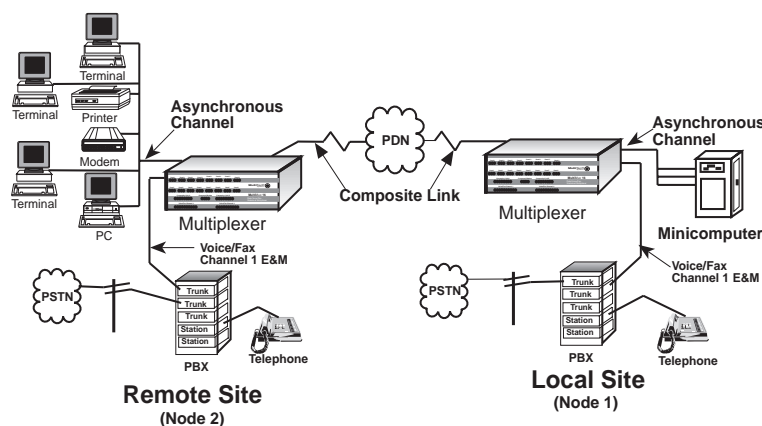 Terminal
Terminal
Printer
Modem
Terminal
PC
Asynchronous
Channel
Multiplexer
Composite Link
PDN
Multiplexer
Asynchronous
Channel
Minicomputer
Voice/Fax
Channel 1 E&M
Voice/Fax
Channel 1 E&M
PSTN
Trunk
Trunk
Trunk
Station
Station
PBX
Telephone
Remote Site
(Node 2)
PSTN
Trunk
Trunk
Trunk
Station
Station
PBX
Telephone
Local Site
(Node 1)